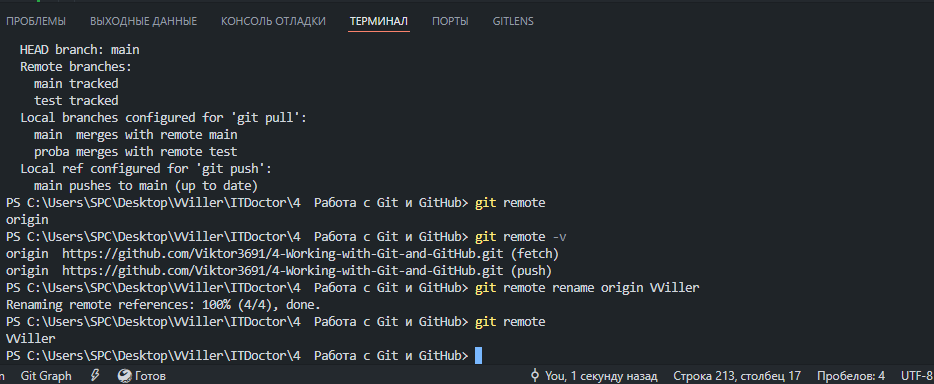 ПРОБЛЕМЫ ВЫХОДНЫЕ ДАННЫЕ КОНСОЛЬ ОТЛАДКИ ТЕРМИНАЛ ПОРТЫ GITLENS
HEAD branch: main
Remote branches:
main tracked
test tracked
Local branches configured for 'git pull':
main  merges with remote main
proba merges with remote test
Local ref configured for 'git push':
main pushes to main (up to date)
PS C:\Users\SPC\Desktop\VViller\ITDoctor\4  Работа с Git и GitHub> git remote
origin
PS C:\Users\SPC\Desktop\VViller\ITDoctor\4  Работа с Git и GitHub> git remote -v
origin  https://github.com/Viktor3691/4-Working-with-Git-and-GitHub.git (fetch)
origin  https://github.com/Viktor3691/4-Working-with-Git-and-GitHub.git (push)
PS C:\Users\SPC\Desktop\VViller\ITDoctor\4  Работа с Git и GitHub> git remote rename origin VViller
Renaming remote references: 100% (4/4), done.
PS C:\Users\SPC\Desktop\VViller\ITDoctor\4  Работа с Git и GitHub> git remote
VViller
PS C:\Users\SPC\Desktop\VViller\ITDoctor\4  Работа с Git и GitHub>
Git Graph Готов You, 1 секунду назад Строка 213, столбец 17 Пробелов: 4 UTF-8